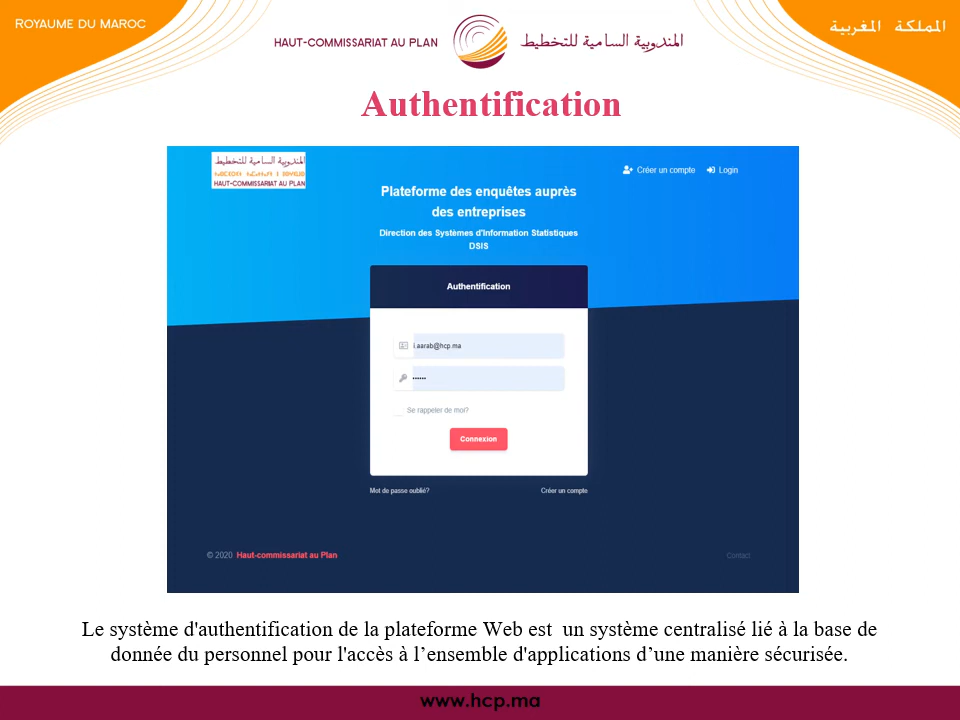 ROYAUME DU MAROC
المملكة المغربية
HAUT-COMMISSARIAT AU PLAN
المندوبية السامية للتخطيط
Authentification
المندوبية السامية للتخطيط
HAUT-COMMISSARIAT AU PLAN
Créer un compte
Login
Plateforme des enquêtes auprès
des entreprises
Direction des Systèmes d'Information Statistiques
DSIS
Authentification
i.aarab@hcp.ma
••••••
Se rappeler de moi?
Connexion
Mot de passe oublié?
Créer un compte
© 2020 Haut-commissariat au Plan
Contact
Le système d'authentification de la plateforme Web est  un système centralisé lié à la base de
donnée du personnel pour l'accès à l’ensemble d'applications d’une manière sécurisée.
www.hcp.ma